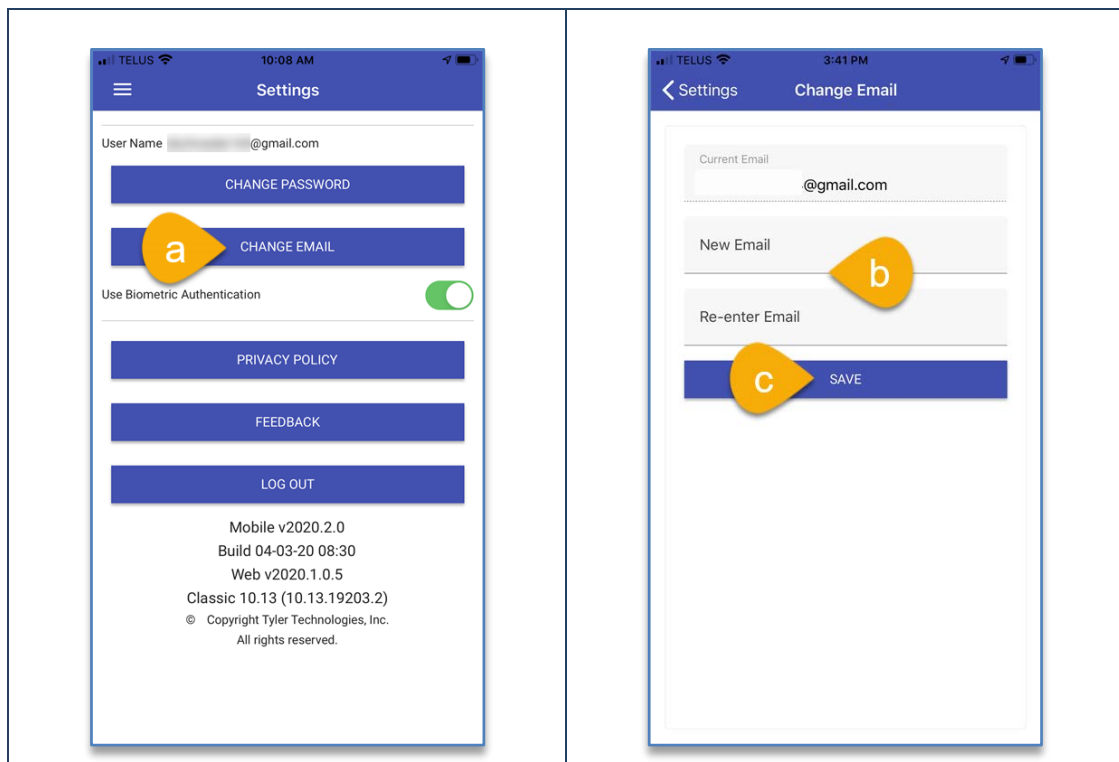 TELUS 10:08 AM
Settings
User Name @gmail.com
CHANGE PASSWORD
a CHANGE EMAIL
Use Biometric Authentication
PRIVACY POLICY
FEEDBACK
LOG OUT
Mobile v2020.2.0
Build 04-03-20 08:30
Web v2020.1.0.5
Classic 10.13 (10.13.19203.2)
© Copyright Tyler Technologies, Inc.
All rights reserved.
TELUS 3:41 PM
Settings Change Email
Current Email
@gmail.com
New Email
b
Re-enter Email
c SAVE